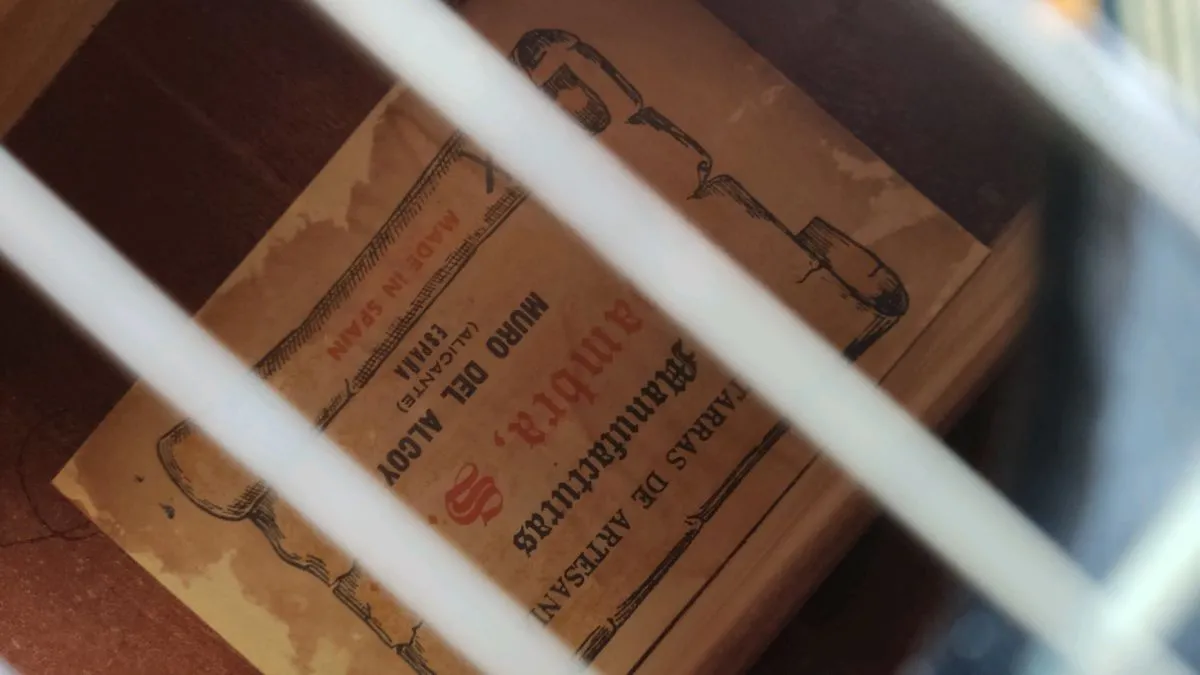 TARRAS DE ARTESANI
Manufacturas
ambra, S
MURO DEL ALCOY
(ALICANTE)
ESPAÑA
MADE IN SPAIN